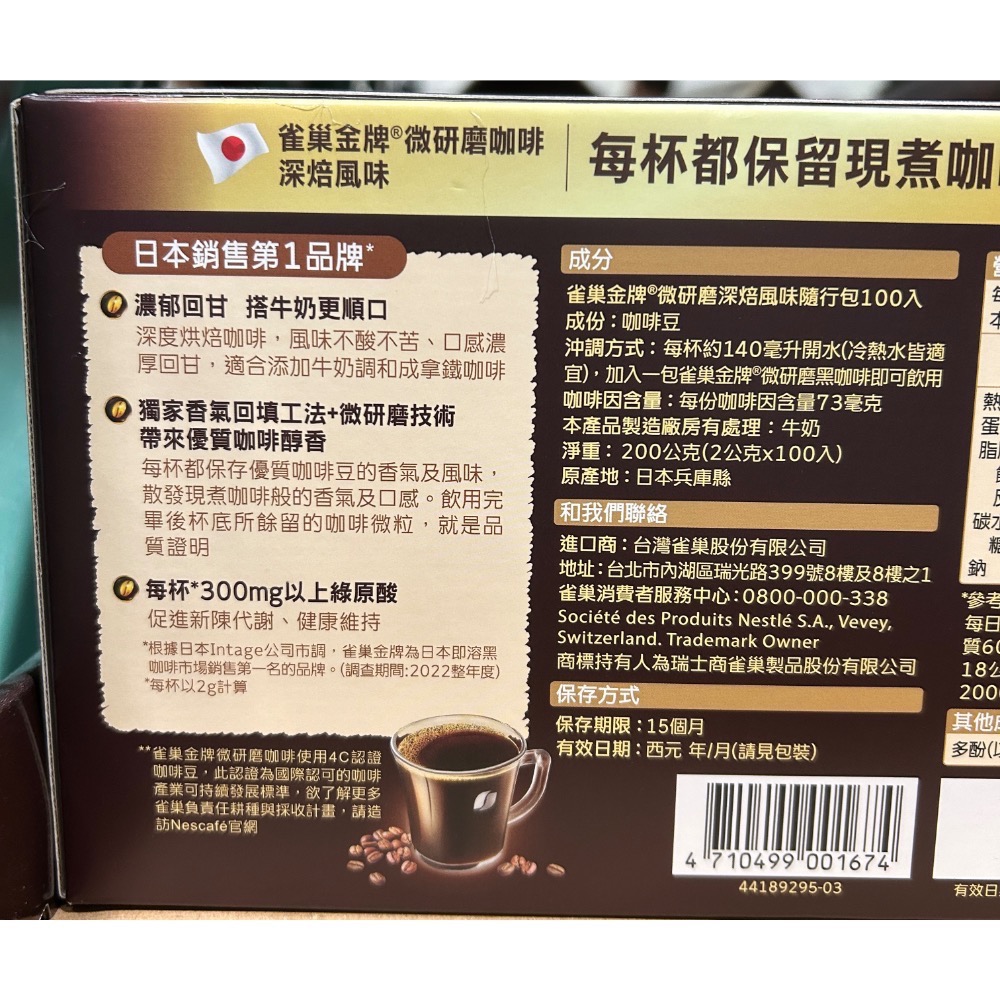 雀巢金牌®微研磨咖啡
深焙風味
每杯都保留現煮咖
日本銷售第1品牌*
濃郁回甘 搭牛奶更順口
深度烘焙咖啡，風味不酸不苦、口感濃
厚回甘，適合添加牛奶調和成拿鐵咖啡
獨家香氣回填工法+微研磨技術
帶來優質咖啡醇香
每杯都保存優質咖啡豆的香氣及風味，
散發現煮咖啡般的香氣及口感。飲用完
畢後杯底所餘留的咖啡微粒，就是品
質證明
每杯*300mg以上綠原酸
促進新陳代謝、健康維持
*根據日本Intage公司市調，雀巢金牌為日本即溶黑
咖啡市場銷售第一名的品牌。(調查期間:2022整年度)
*每杯以2g計算
**雀巢金牌微研磨咖啡使用4C認證
咖啡豆，此認證為國際認可的咖啡
產業可持續發展標準，欲了解更多
雀巢負責任耕種與採收計畫，請造
訪Nescafé官網
成分
雀巢金牌®微研磨深焙風味隨行包100入
成份：咖啡豆
沖調方式：每杯約140毫升開水(冷熱水皆適
宜)，加入一包雀巢金牌®微研磨黑咖啡即可飲用
咖啡因含量：每份咖啡因含量73毫克
本產品製造廠房有處理：牛奶
淨重：200公克(2公克x100入)
原產地：日本兵庫縣
和我們聯絡
進口商：台灣雀巢股份有限公司
地址：台北市內湖區瑞光路399號8樓及8樓之1
雀巢消費者服務中心：0800-000-338
Société des Produits Nestlé S.A., Vevey,
Switzerland. Trademark Owner
商標持有人為瑞士商雀巢製品股份有限公司
保存方式
保存期限：15個月
有效日期：西元 年/月(請見包裝)
4 710499 001674
44189295-03
每
本
熱
蛋
脂
碳水
糖
鈉
*參考
每日
質60
18公
200
其他
多酚(以
有效日